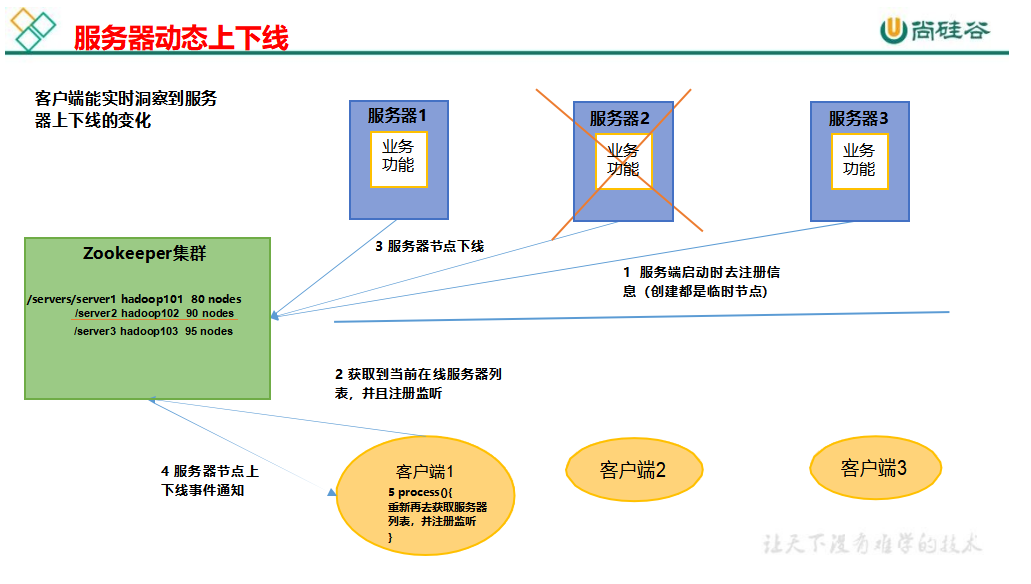 服务器动态上下线
尚硅谷
客户端能实时洞察到服务
器上下线的变化
服务器1
业务
功能
服务器2
业务
功能
服务器3
业务
功能
3 服务器节点下线
Zookeeper集群
/servers/server1 hadoop101 80 nodes
/server2 hadoop102 90 nodes
/server3 hadoop103 95 nodes
1 服务端启动时去注册信
息（创建都是临时节点）
2 获取到当前在线服务器列
表，并且注册监听
4 服务器节点上
下线事件通知
客户端1
5 process(){
重新再去获取服务器
列表，并注册监听
}
客户端2
客户端3
让天下没有难学的技术